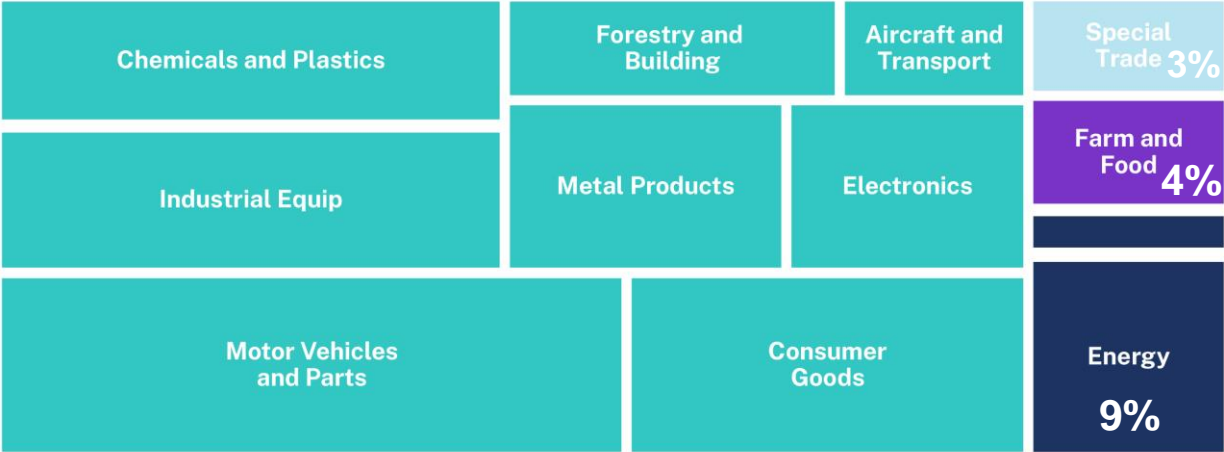 Chemicals and Plastics
Forestry and
Building
Aircraft and
Transport
Special
Trade 3%
Industrial Equip
Metal Products
Electronics
Farm and
Food 4%
Motor Vehicles
and Parts
Consumer
Goods
Energy
9%